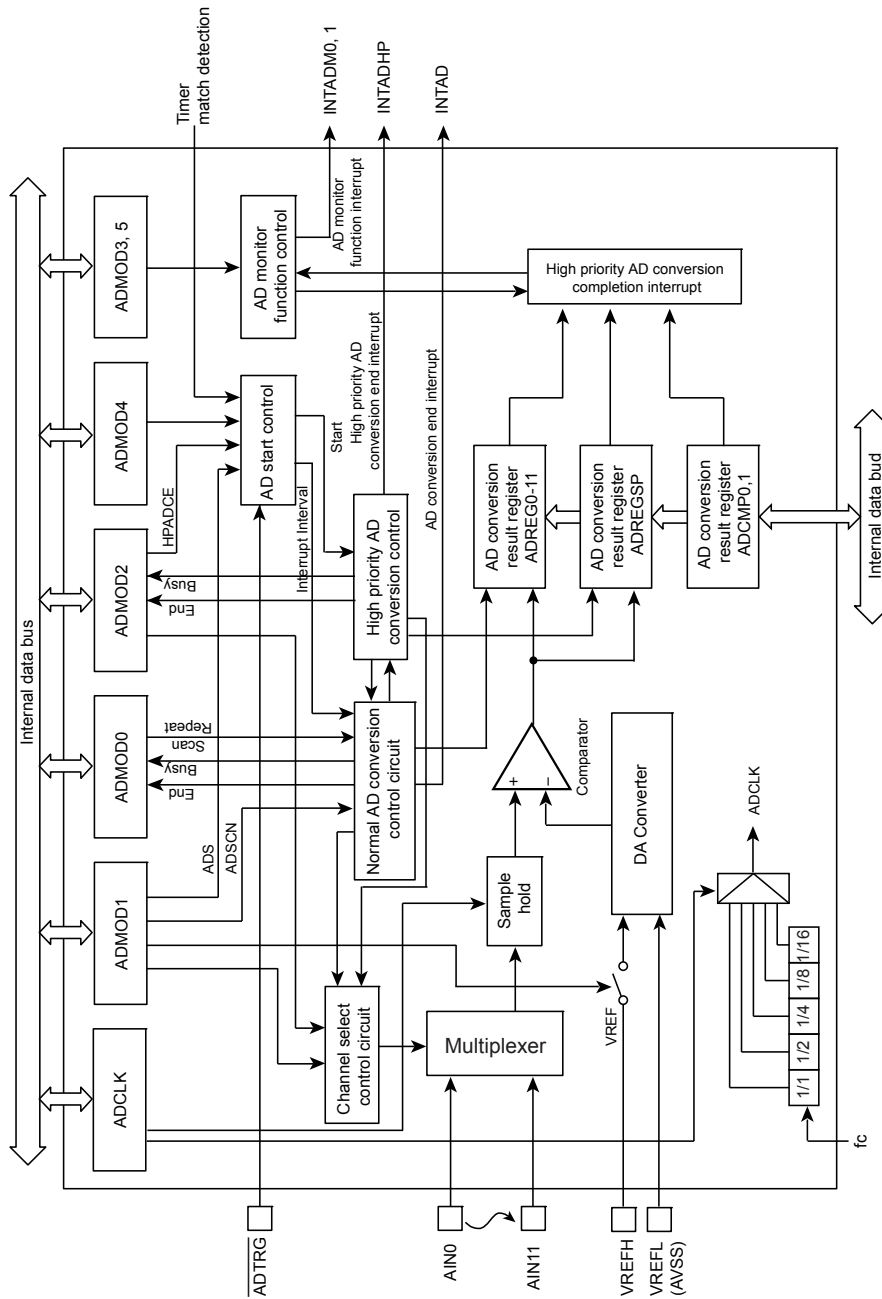 Internal data bus
ADCLK
ADMOD1
ADMOD0
ADMOD2
ADMOD4
ADMOD3, 5
Timer
match detection
ADS
ADSCN
End
Busy
Scan
Repeat
End
Busy
HPADCE
ADTRG
AD start control
AD monitor
function control
AD monitor
function interrupt
INTADM0, 1
Interrupt Interval
Start
High priority AD
conversion end interrupt
INTADHP
Channel select
control circuit
Normal AD conversion
control circuit
High priority AD
conversion control
AD conversion end interrupt
INTAD
AIN0
AIN11
Multiplexer
Sample
hold
+
−
Comparator
AD conversion
result register
ADREG0-11
AD conversion
result register
ADREGSP
AD conversion
result register
ADCMP0,1
High priority AD conversion
completion interrupt
VREFH
VREFL
(AVSS)
VREF
DA Converter
fc
1/1
1/2
1/4
1/8
1/16
ADCLK
Internal data bud